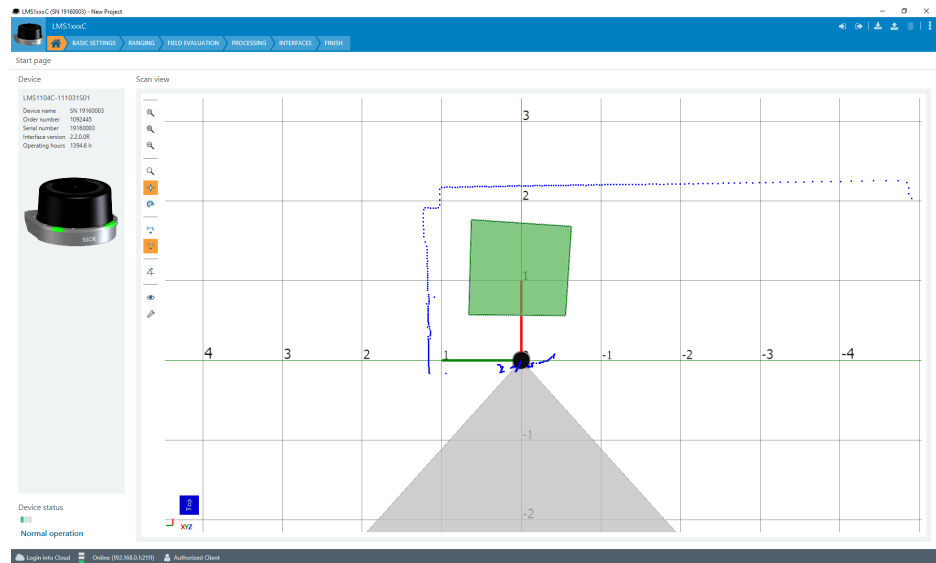 LMS1xxxC (SN 19160003) - New Project
LMS1xxxC
BASIC SETTINGS
RANGING
FIELD EVALUATION
PROCESSING
INTERFACES
FINISH
Start page
Device
Scan view
LMS1104C-111031S01
Device name SN 19160003
Order number 1092445
Serial number 19160003
Interface version 2.2.0.0R
Operating hours 1394.6 h
SICK
3
2
1
4 3 2 1 -1 -2 -3 -4
-1
-2
Top
XYZ
Device status
Normal operation
Login into Cloud Online (192.168.0.1:2111) Authorized Client